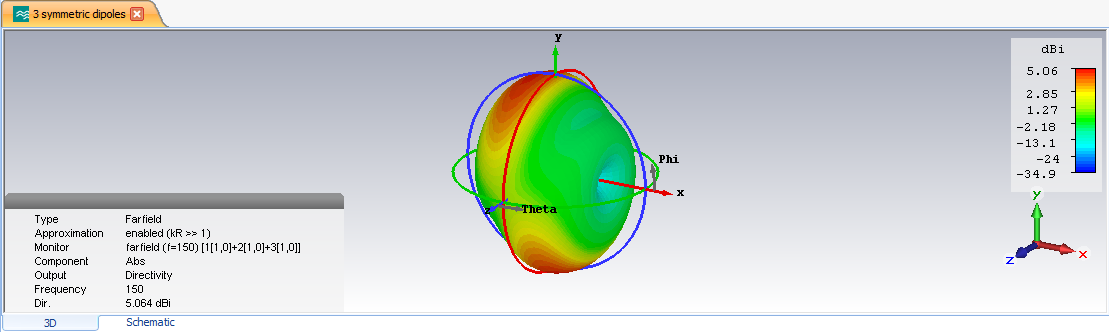 3 symmetric dipoles
y
Phi
x
z
Theta
dBi
5.06
2.85
1.27
-2.18
-13.1
-24
-34.9
y
x
z
Type Farfield
Approximation enabled (kR >> 1)
Monitor farfield (f=150) [1[1,0]+2[1,0]+3[1,0]]
Component Abs
Output Directivity
Frequency 150
Dir. 5.064 dBi
3D Schematic